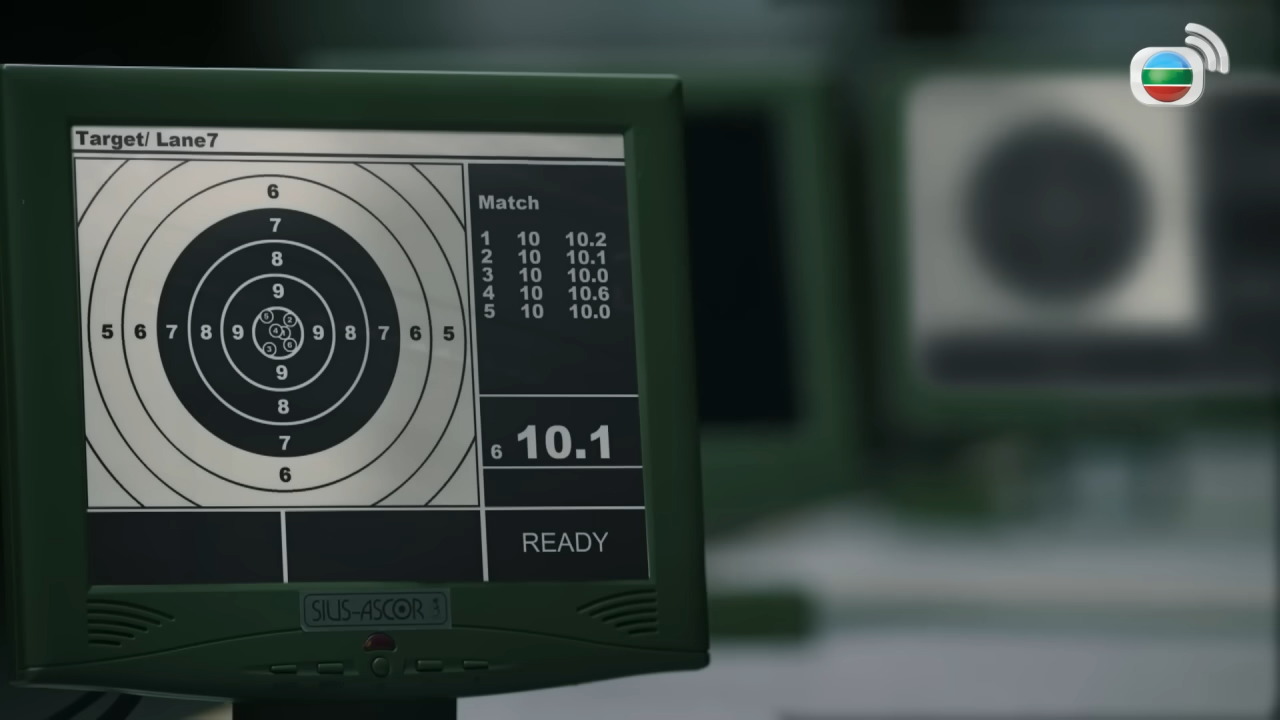 Target/ Lane7
6
7
8
9
5 6 7 8 9 9 8 7 6 5
9
8
7
6
Match
1 10 10.2
2 10 10.1
3 10 10.0
4 10 10.6
5 10 10.0
6 10.1
READY
SIUS-ASCOR